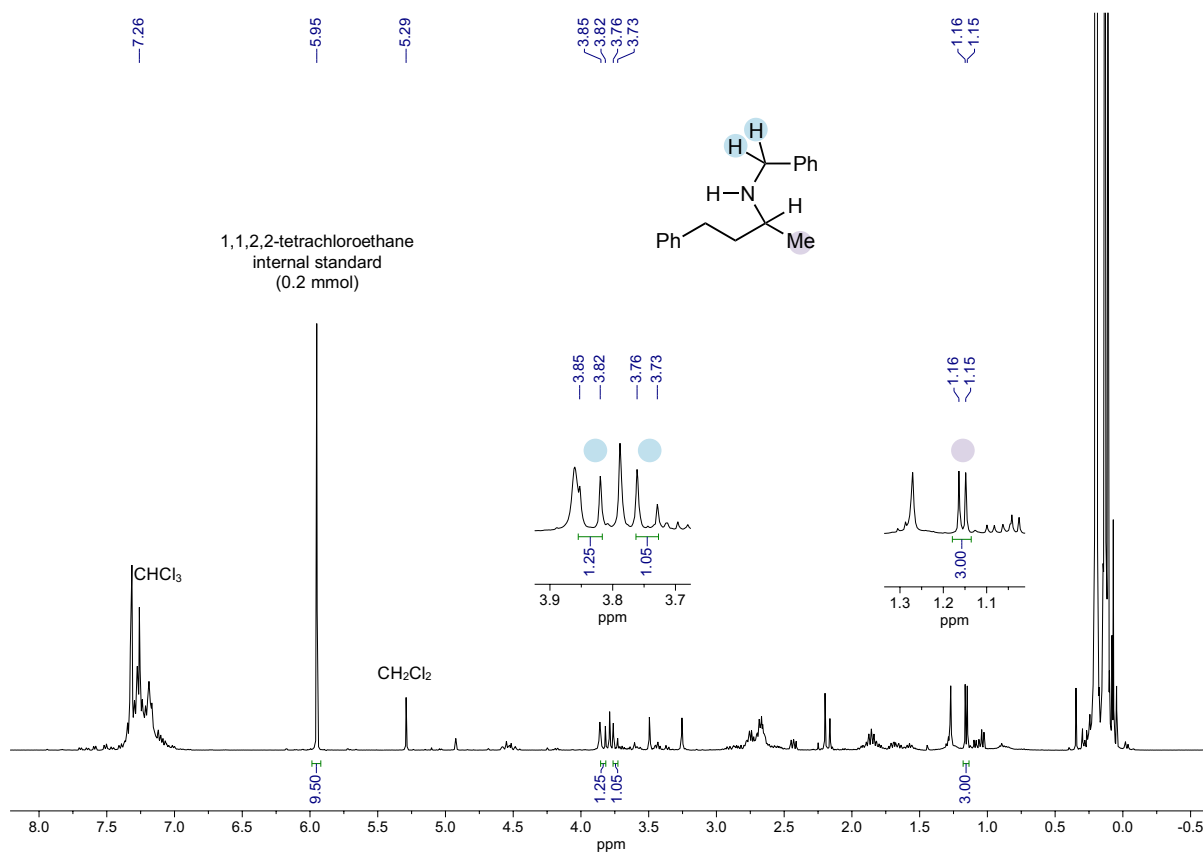 7.26
5.95
5.29
3.85
3.82
3.76
3.73
1.16
1.15
H
H
Ph
H-N
H
Ph
Me
1,1,2,2-tetrachloroethane
internal standard
(0.2 mmol)
3.85
3.82
3.76
3.73
1.16
1.15
1.25
1.05
3.9 3.8 3.7
ppm
3.00
1.3 1.2 1.1
ppm
CHCl₃
CH₂Cl₂
9.50
1.25
1.05
3.00
8.0 7.5 7.0 6.5 6.0 5.5 5.0 4.5 4.0 3.5 3.0 2.5 2.0 1.5 1.0 0.5 0.0 -0.5
ppm